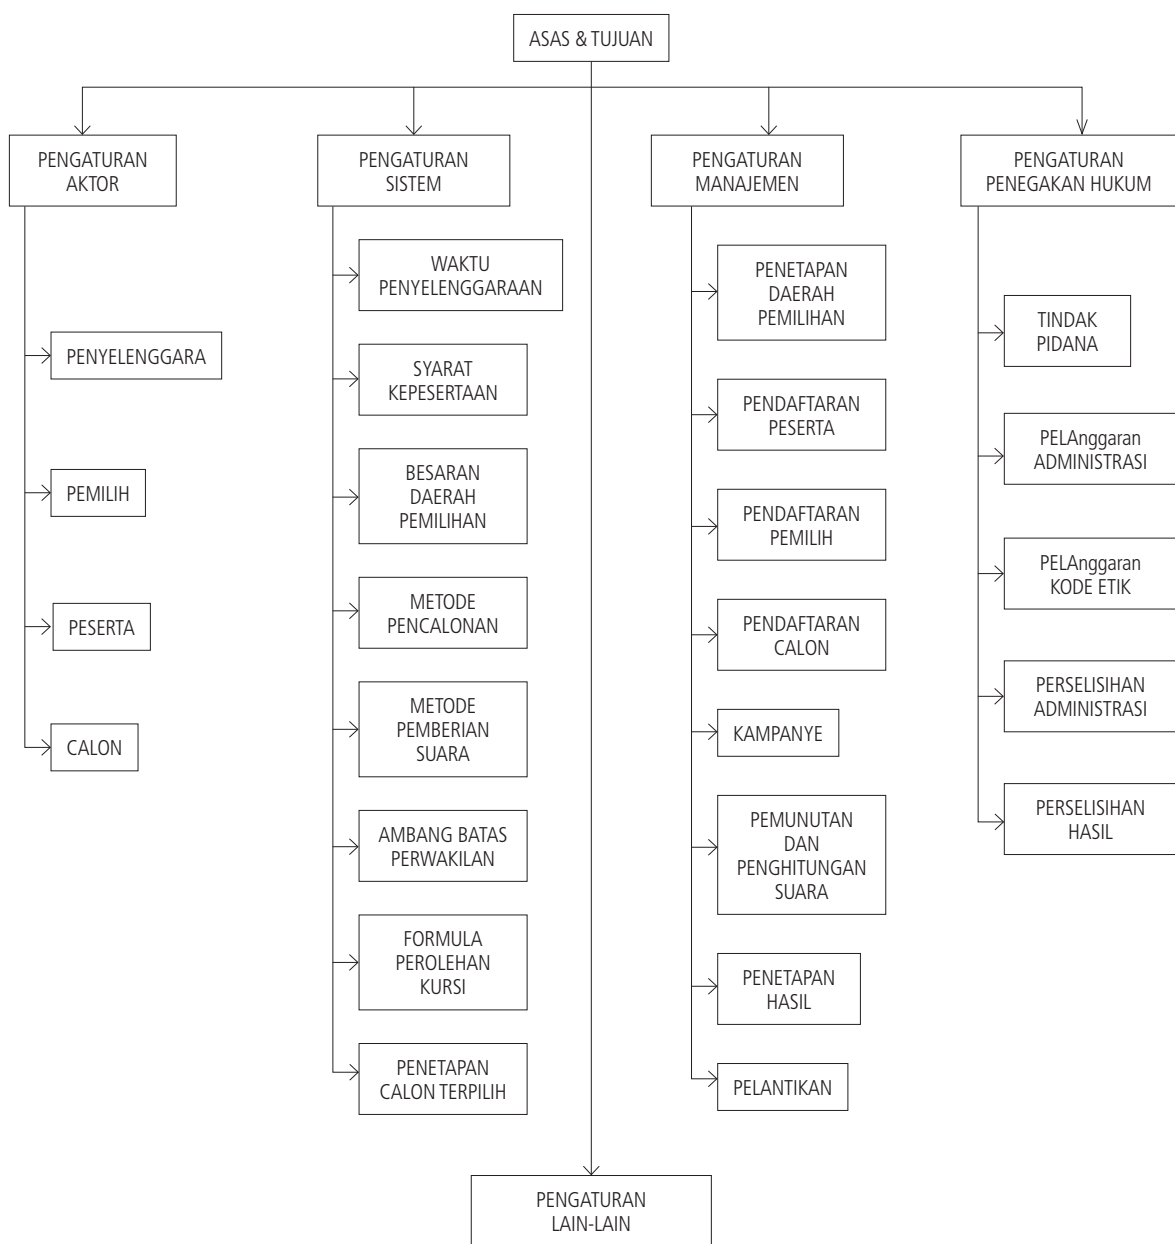 ASAS & TUJUAN
PENGATURAN
AKTOR
PENYELENGGARA
PEMILIH
PESERTA
CALON
PENGATURAN
SISTEM
WAKTU
PENYELENGGARAAN
SYARAT
KEPESERTAAN
BESARAN
DAERAH
PEMILIHAN
METODE
PENCALONAN
METODE
PEMBERIAN
SUARA
AMBANG BATAS
PERWAKILAN
FORMULA
PEROLEHAN
KURSI
PENETAPAN
CALON TERPILIH
PENGATURAN
MANAJEMEN
PENETAPAN
DAERAH
PEMILIHAN
PENDAFTARAN
PESERTA
PENDAFTARAN
PEMILIH
PENDAFTARAN
CALON
KAMPANYE
PEMUNUTAN
DAN
PENGHITUNGAN
SUARA
PENETAPAN
HASIL
PELANTIKAN
PENGATURAN
PENEGAKAN HUKUM
TINDAK
PIDANA
PELAnggaran
ADMINISTRASI
PELAnggaran
KODE ETIK
PERSELISIHAN
ADMINISTRASI
PERSELISIHAN
HASIL
PENGATURAN
LAIN-LAIN